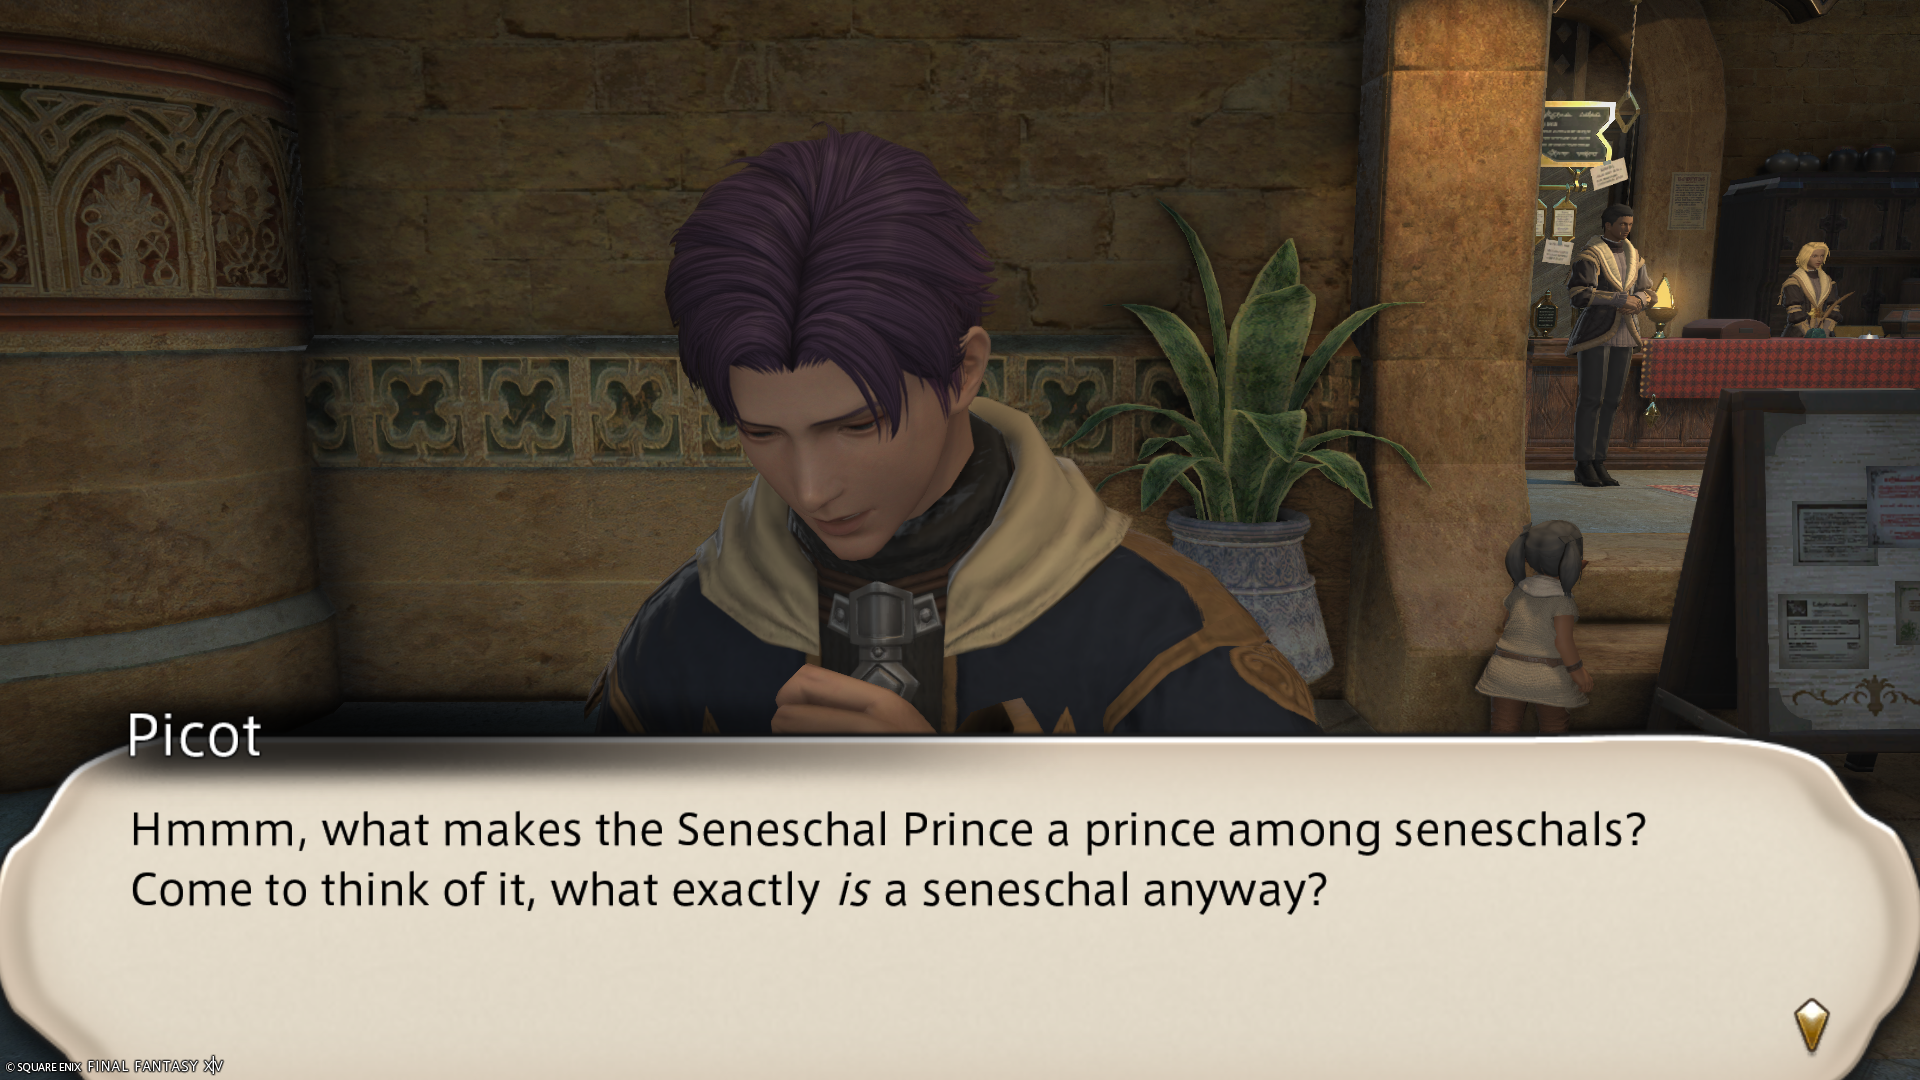 Picot
Hmmm, what makes the Seneschal Prince a prince among seneschals?
Come to think of it, what exactly is a seneschal anyway?
© SQUARE ENIX FINAL FANTASY XIV